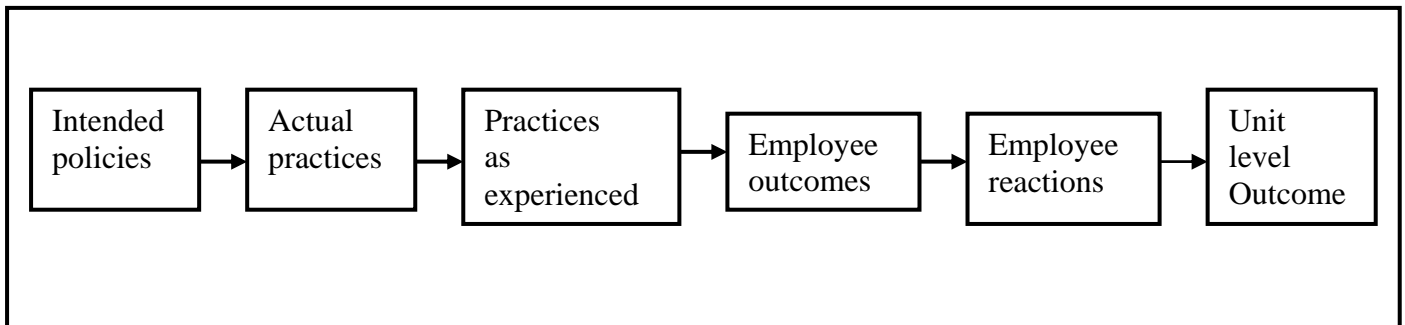 Intended
policies
Actual
practices
Practices
as
experienced
Employee
outcomes
Employee
reactions
Unit
level
Outcome